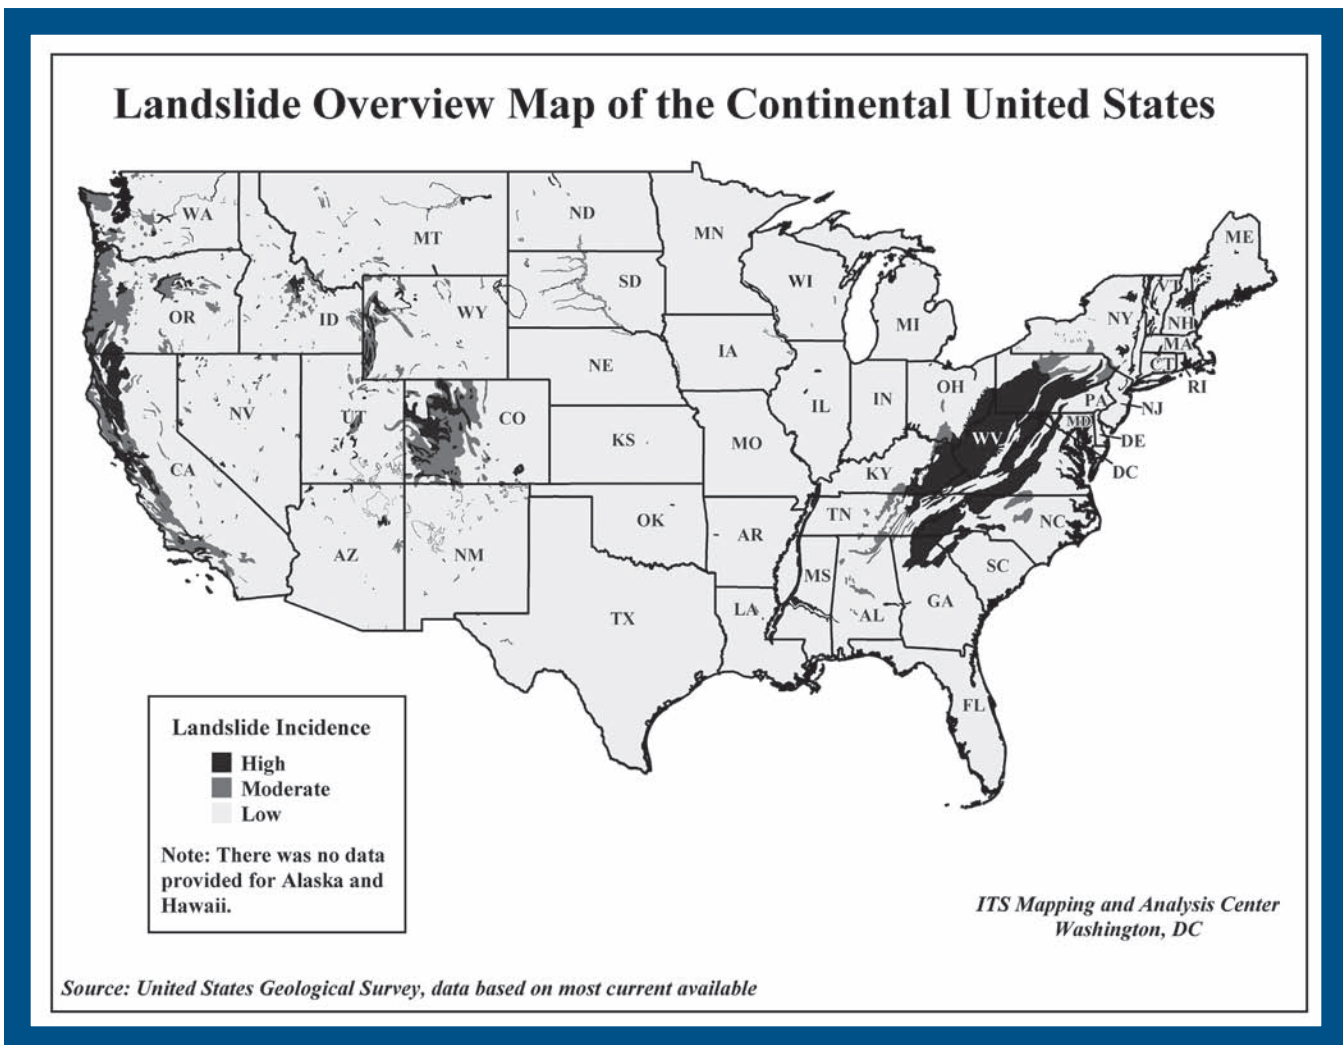 Landslide Overview Map of the Continental United States
WA
MT
ND
MN
ME
OR
ID
WY
SD
WI
MI
NY
VT
NH
MA
CT
RI
NE
IA
NV
UT
CO
IL
IN
OH
PA
NJ
CA
KS
MO
WV
MD
DE
DC
KY
AZ
NM
OK
AR
TN
NC
SC
MS
AL
GA
TX
LA
FL
Landslide Incidence
High
Moderate
Low
Note: There was no data
provided for Alaska and
Hawaii.
ITS Mapping and Analysis Center
Washington, DC
Source: United States Geological Survey, data based on most current available